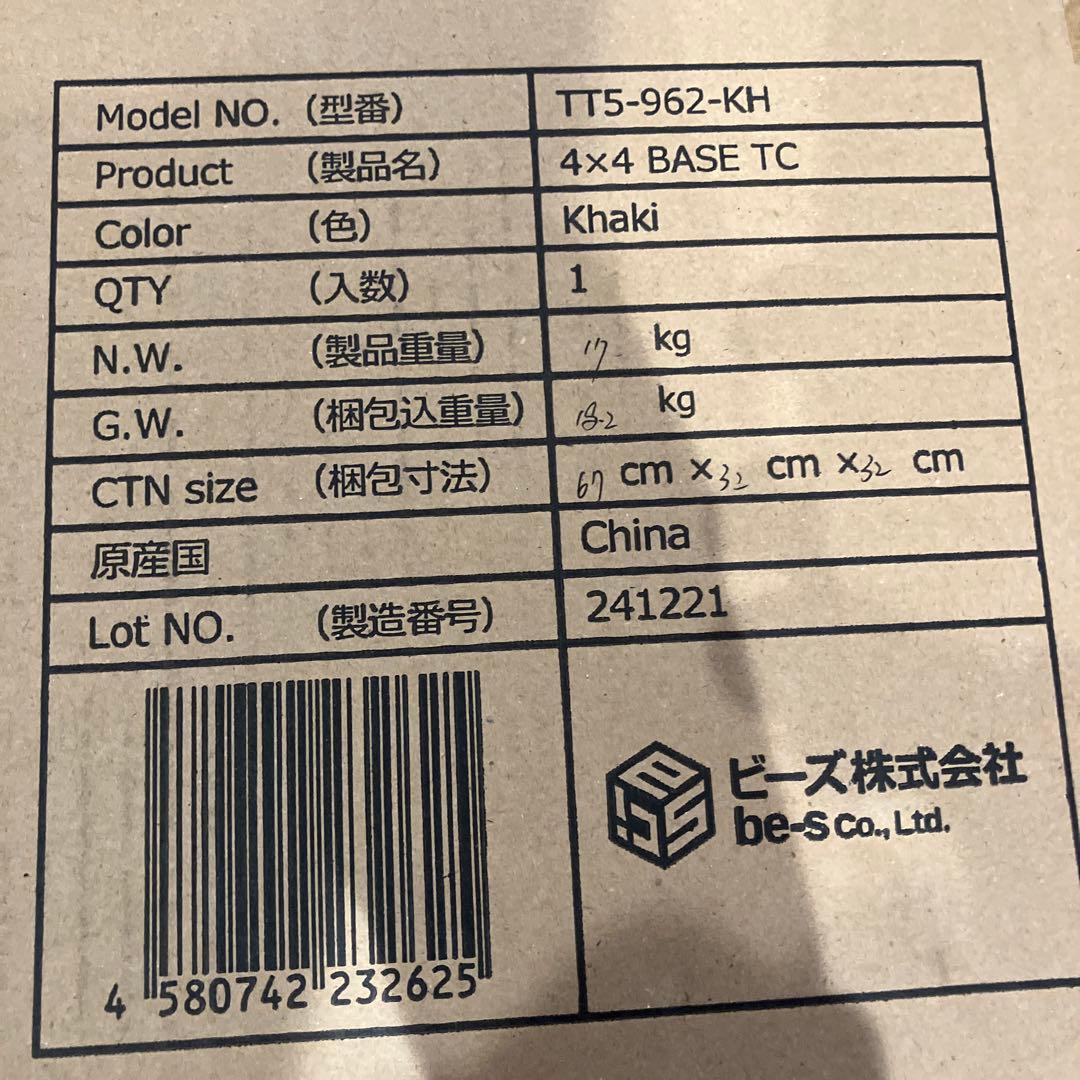 Model NO. (型番) TT5-962-KH
Product (製品名) 4×4 BASE TC
Color (色) Khaki
QTY (入数) 1
N.W. (製品重量) 17 kg
G.W. (梱包込重量) 18.2 kg
CTN size (梱包寸法) 67 cm ×32 cm ×32 cm
原産国 China
Lot NO. (製造番号) 241221
4 580742 232625
be-s
ビーズ株式会社
be-s Co., Ltd.